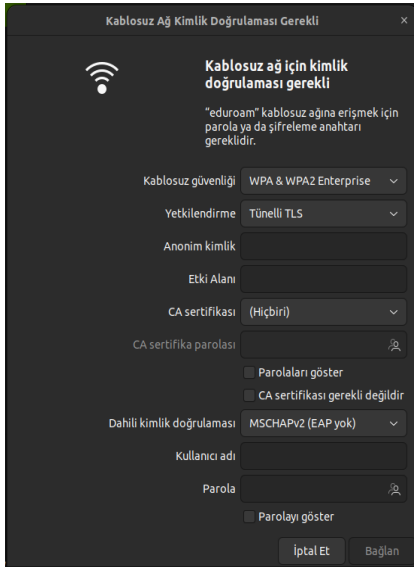 Kablosuz Ağ Kimlik Doğrulaması Gerekli
Kablosuz ağ için kimlik
doğrulaması gerekli
“eduroam” kablosuz ağına erişmek için
parola ya da şifreleme anahtarı
gereklidir.
Kablosuz güvenliği WPA & WPA2 Enterprise
Yetkilendirme Tünelli TLS
Anonim kimlik
Etki Alanı
CA sertifikası (Hiçbiri)
CA sertifika parolası
Parolaları göster
CA sertifikası gerekli değildir
Dahili kimlik doğrulaması MSCHAPv2 (EAP yok)
Kullanıcı adı
Parola
Parolayı göster
İptal Et Bağlan